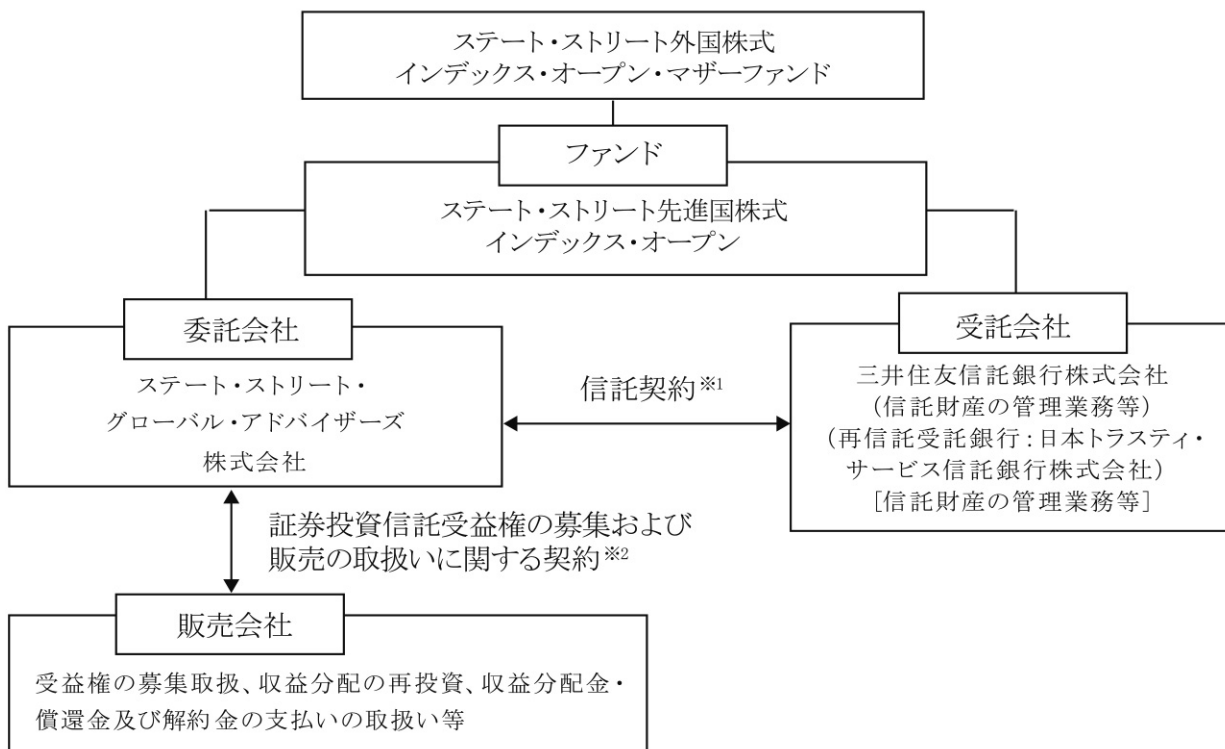 ステート・ストリート外国株式
インデックス・オープン・マザーファンド
ファンド
ステート・ストリート先進国株式
インデックス・オープン
委託会社
ステート・ストリート・
グローバル・アドバイザーズ
株式会社
信託契約※1
受託会社
三井住友信託銀行株式会社
(信託財産の管理業務等)
(再信託受託銀行:日本トラスティ・
サービス信託銀行株式会社)
[信託財産の管理業務等]
証券投資信託受益権の募集および
販売の取扱いに関する契約※2
販売会社
受益権の募集取扱、収益分配の再投資、収益分配金・
償還金及び解約金の支払いの取扱い等